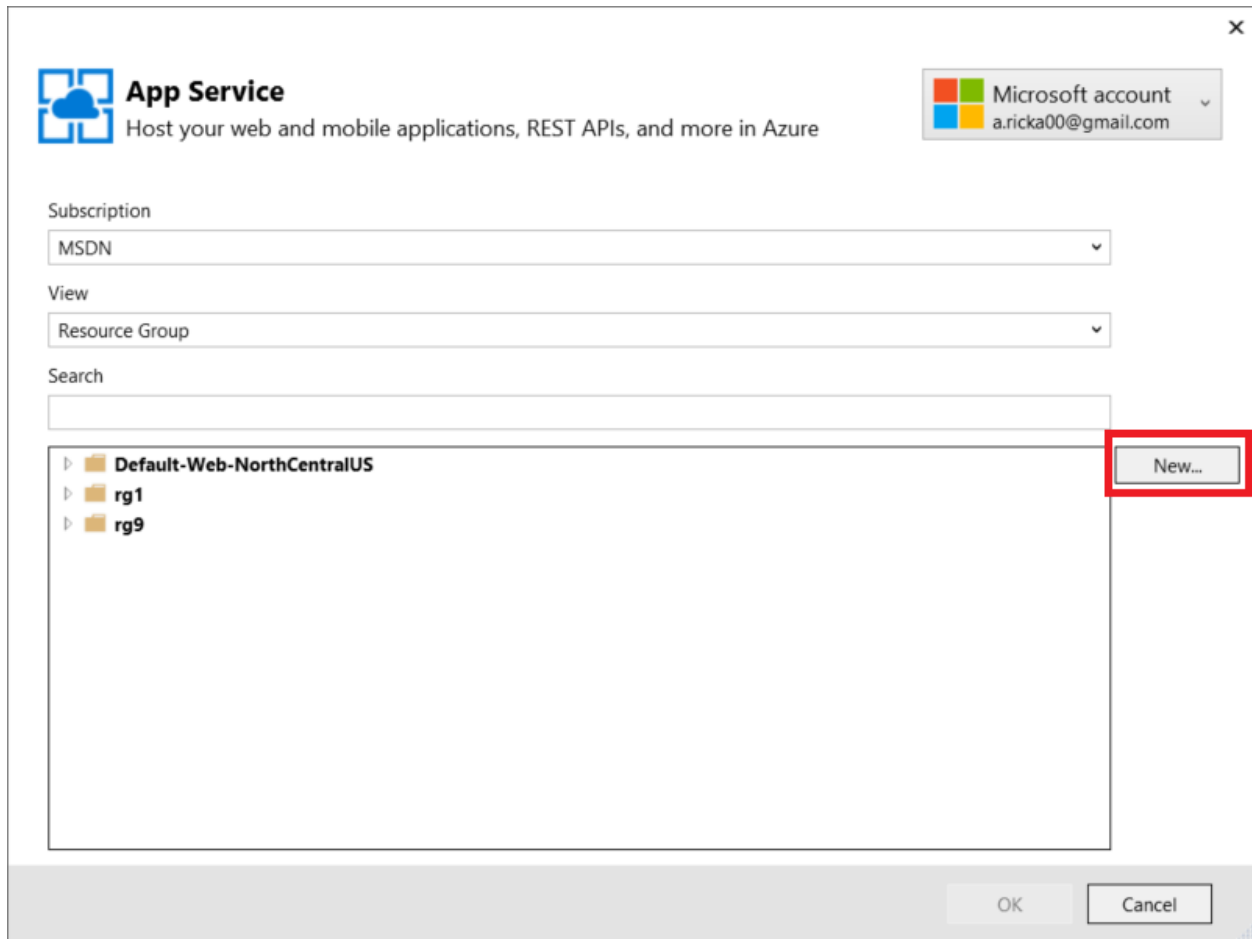 App Service
Host your web and mobile applications, REST APIs, and more in Azure
Microsoft account
a.ricka00@gmail.com
Subscription
MSDN
View
Resource Group
Search
Default-Web-NorthCentralUS
rg1
rg9
New...
OK
Cancel